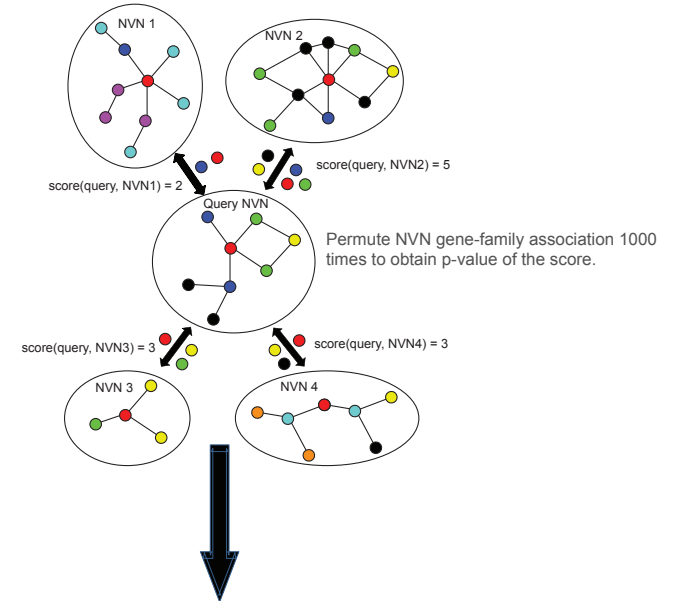 NVN 1
NVN 2
score(query, NVN1) = 2
score(query, NVN2) = 5
Query NVN
Permute NVN gene-family association 1000
times to obtain p-value of the score.
score(query, NVN3) = 3
score(query, NVN4) = 3
NVN 3
NVN 4